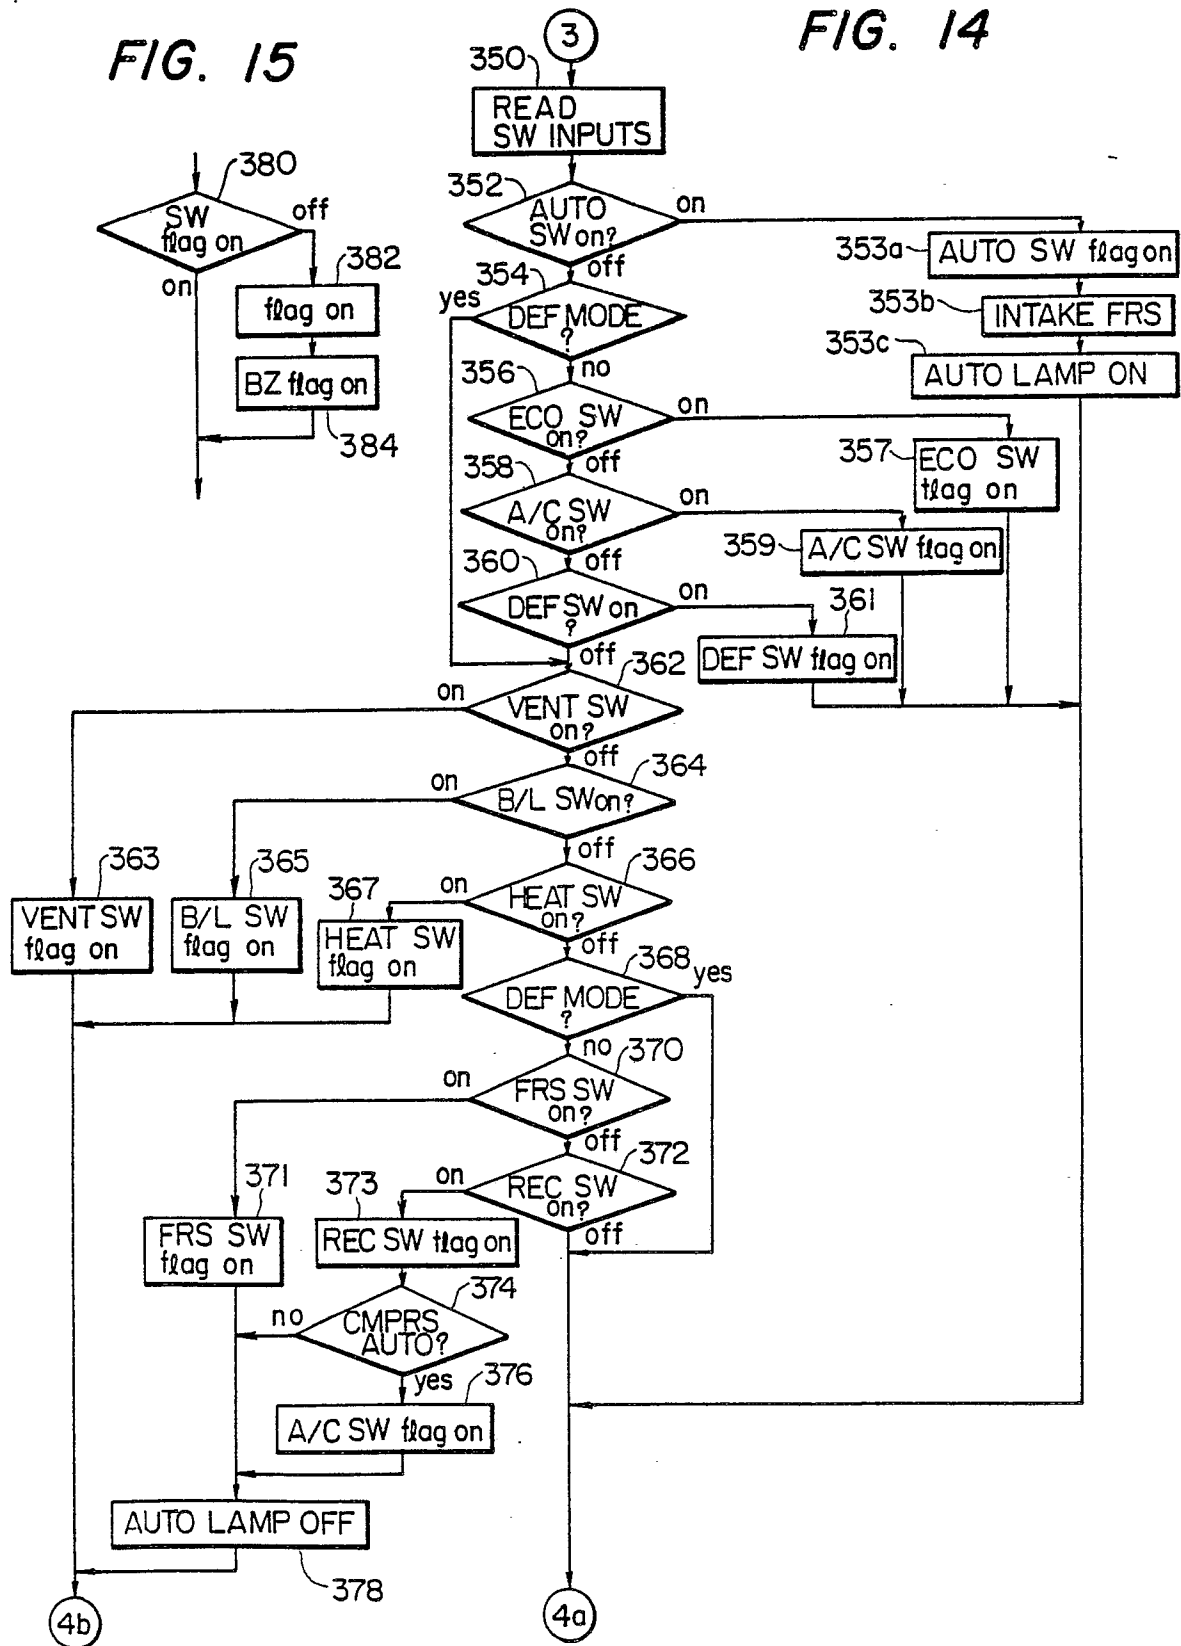 FIG. 15
FIG. 14
3
350
READ
SW INPUTS
380
SW
flag on
off
on
382
flag on
BZ flag on
384
352
AUTO
SW on?
on
off
353a
AUTO SW flag on
353b
INTAKE FRS
353c
AUTO LAMP ON
354
yes
DEF MODE
?
no
356
ECO SW
on?
on
off
357
ECO SW
flag on
358
A/C SW
on?
on
off
359
A/C SW flag on
360
DEF SW on
?
on
off
361
DEF SW flag on
362
on
VENT SW
on?
off
364
on
B/L SW on?
off
363
VENT SW
flag on
365
B/L SW
flag on
366
on
HEAT SW
on?
off
367
HEAT SW
flag on
368
yes
DEF MODE
?
no
370
on
FRS SW
on?
off
372
on
REC SW
on?
off
371
FRS SW
flag on
373
REC SW flag on
374
no
CMPRS
AUTO?
yes
376
A/C SW flag on
AUTO LAMP OFF
378
4b
4a